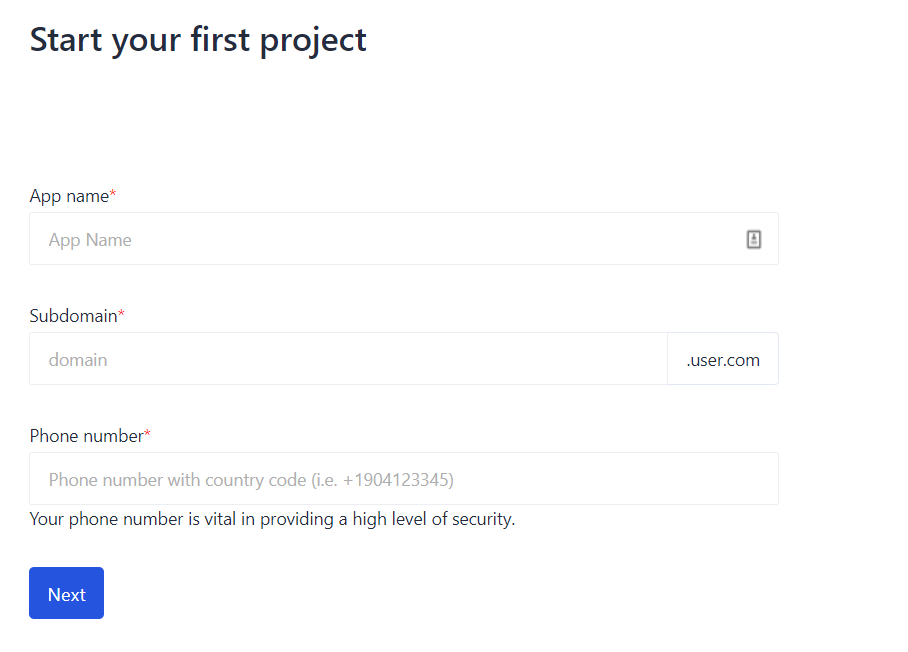 Start your first project
App name*
App Name
Subdomain*
domain .user.com
Phone number*
Phone number with country code (i.e. +1904123345)
Your phone number is vital in providing a high level of security.
Next